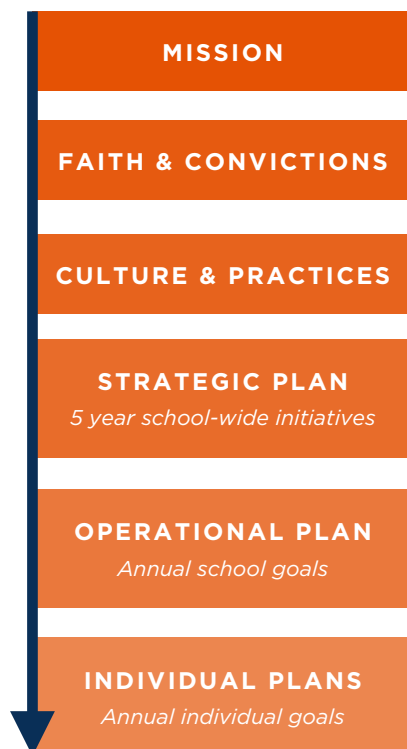 MISSION
FAITH & CONVICTIONS
CULTURE & PRACTICES
STRATEGIC PLAN
5 year school-wide initiatives
OPERATIONAL PLAN
Annual school goals
INDIVIDUAL PLANS
Annual individual goals